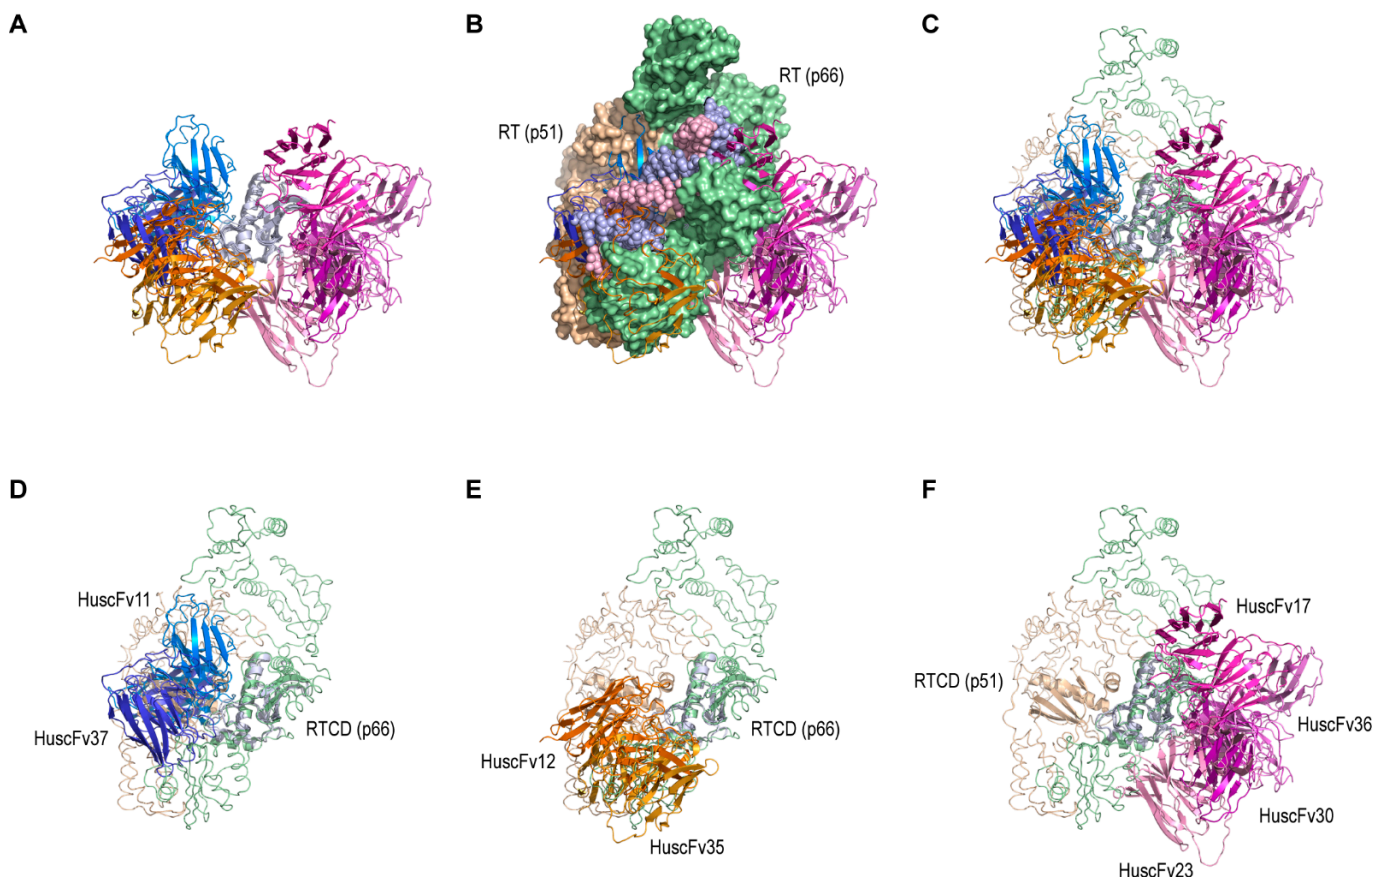 A
B
C
RT (p66)
RT (p51)
D
E
F
HuscFv11
HuscFv17
RTCD (p51)
HuscFv36
RTCD (p66)
RTCD (p66)
HuscFv37
HuscFv12
HuscFv30
HuscFv35
HuscFv23